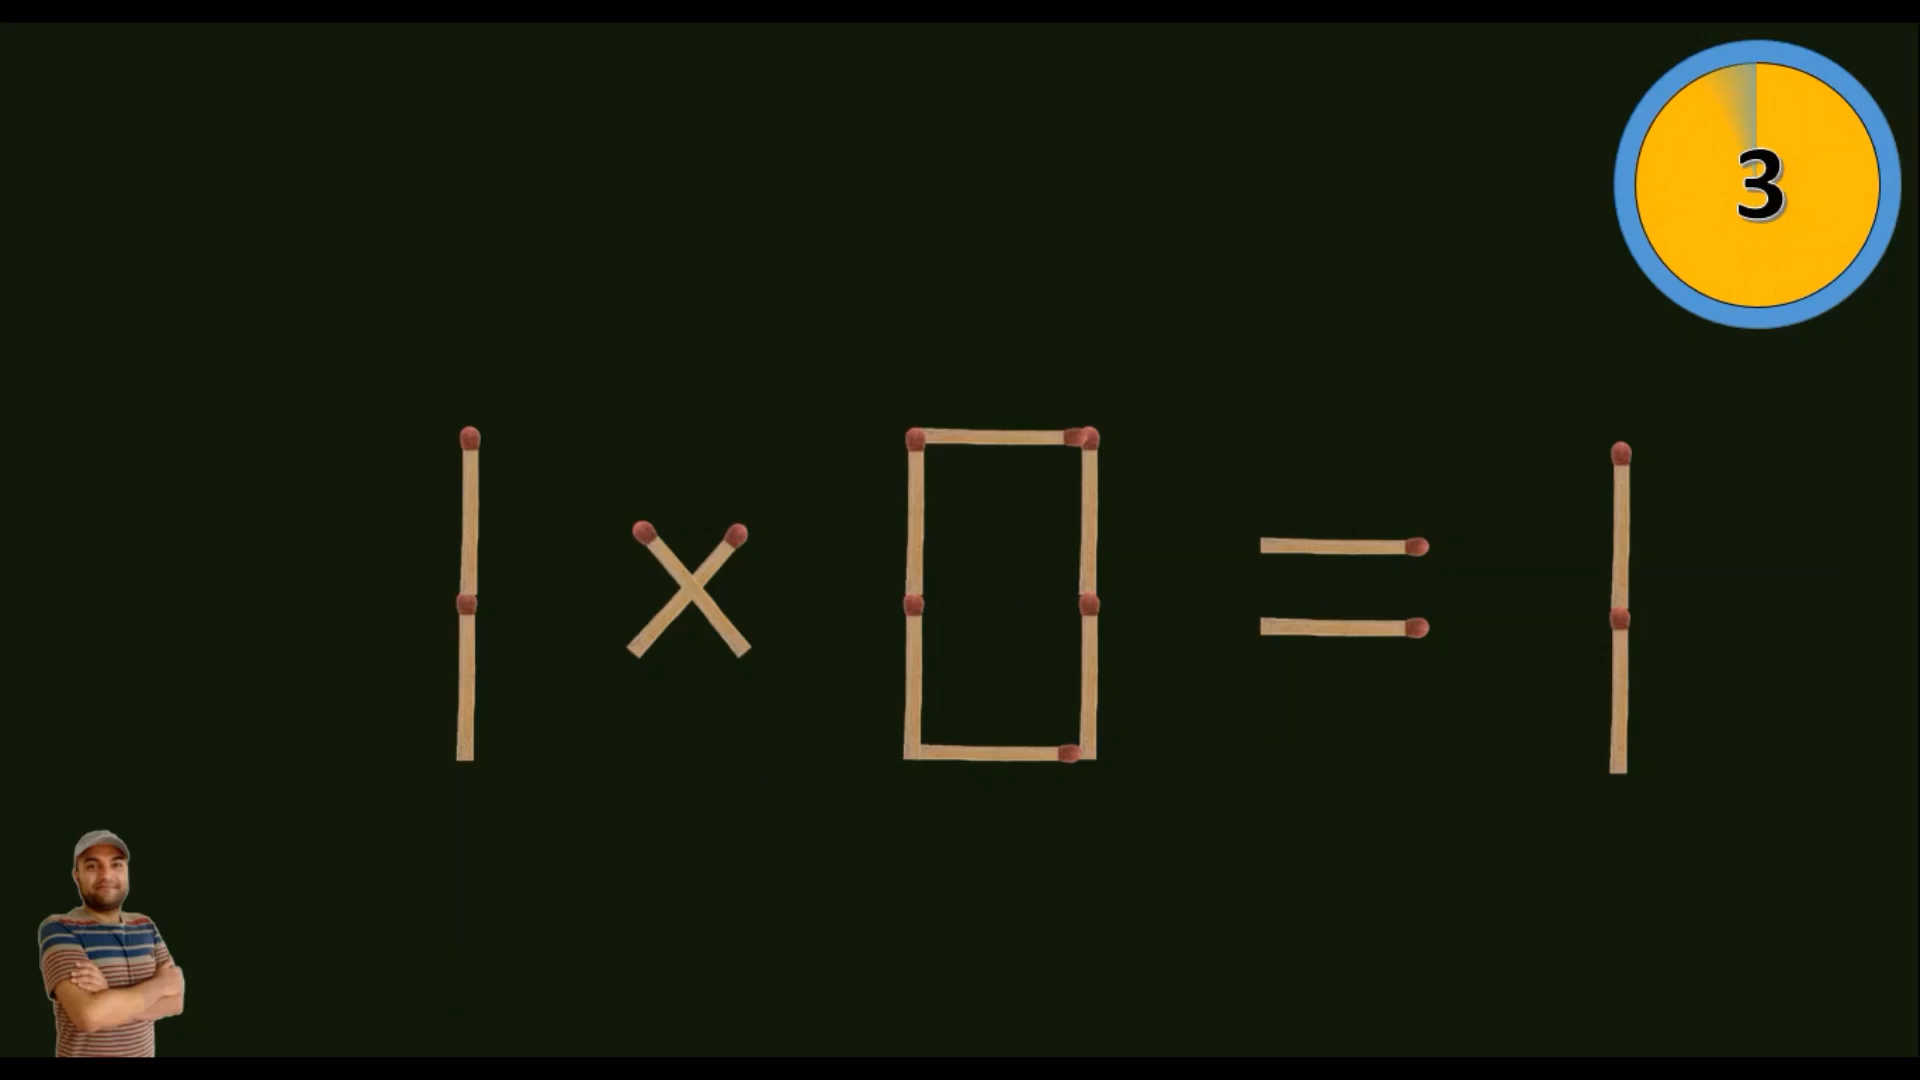 3
1 × 0 = 1